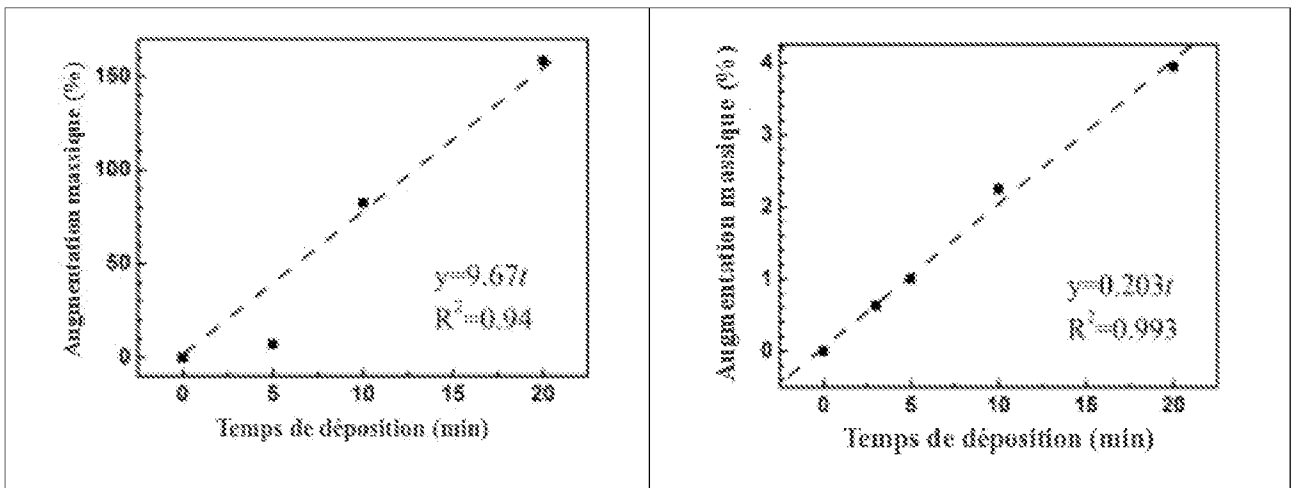 Augmentation massique (%)
150
100
50
0
y=9.67t
R²=0.94
0 5 10 15 20
Temps de déposition (min)
Augmentation massique (%)
4
3
2
1
0
y=0.203t
R²=0.993
0 5 10 15 20
Temps de déposition (min)